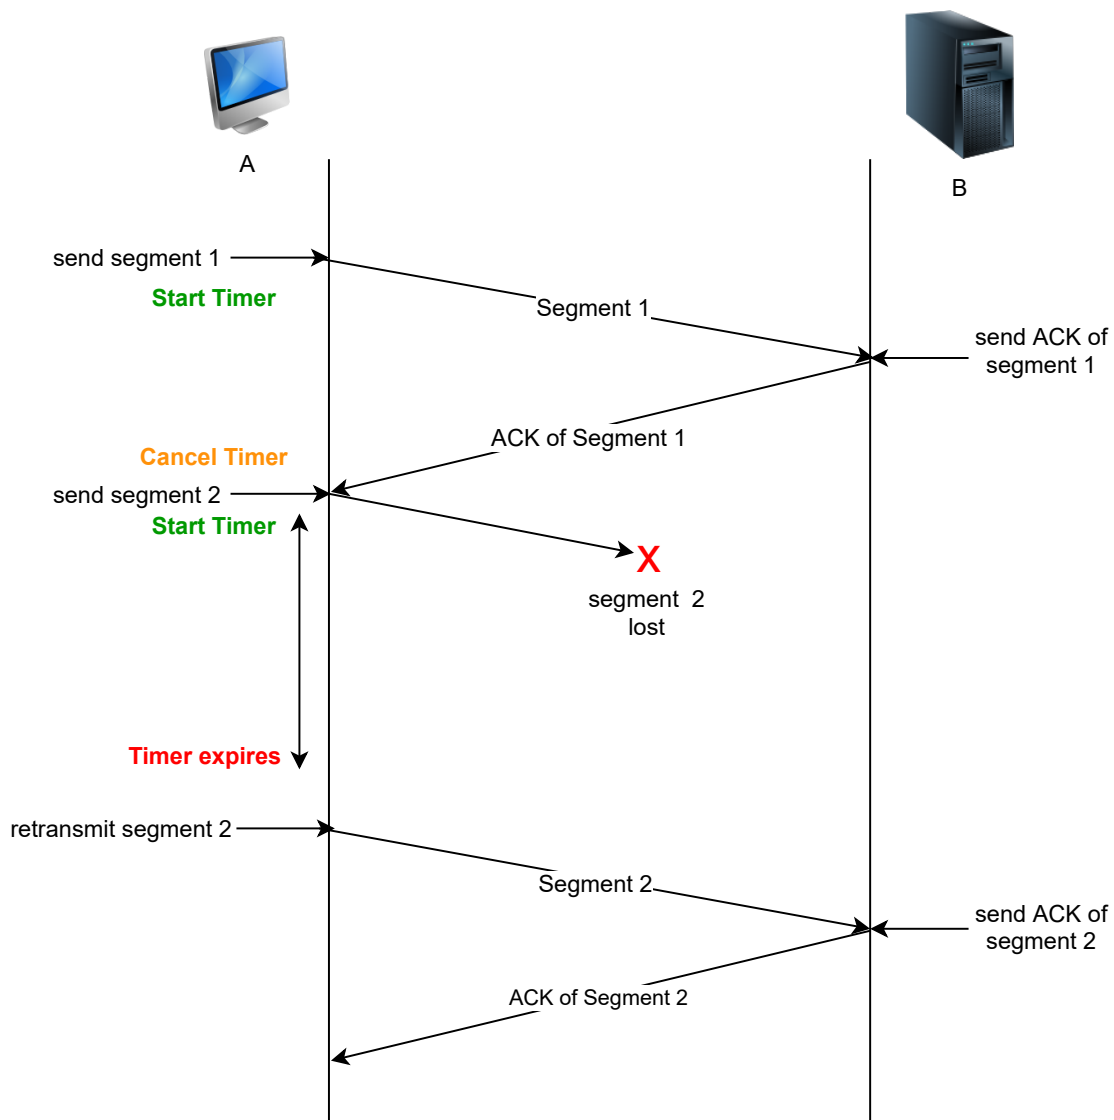 A
B
send segment 1
Start Timer
Segment 1
send ACK of
segment 1
ACK of Segment 1
Cancel Timer
send segment 2
Start Timer
X
segment  2
lost
Timer expires
retransmit segment 2
Segment 2
send ACK of
segment 2
ACK of Segment 2